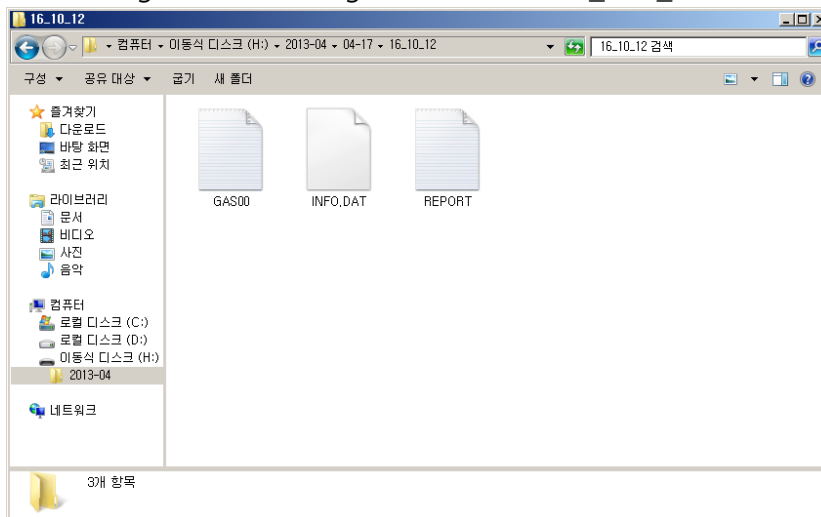 16_10_12
컴퓨터 이동식 디스크 (H:) 2013-04 04-17 16_10_12 16_10_12 검색
구성 공유 대상 굽기 새 폴더
즐겨찾기
다운로드
바탕 화면
최근 위치
라이브러리
문서
비디오
사진
음악
컴퓨터
로컬 디스크 (C:)
로컬 디스크 (D:)
이동식 디스크 (H:)
2013-04
네트워크
GAS00 INFO.DAT REPORT
3개 항목